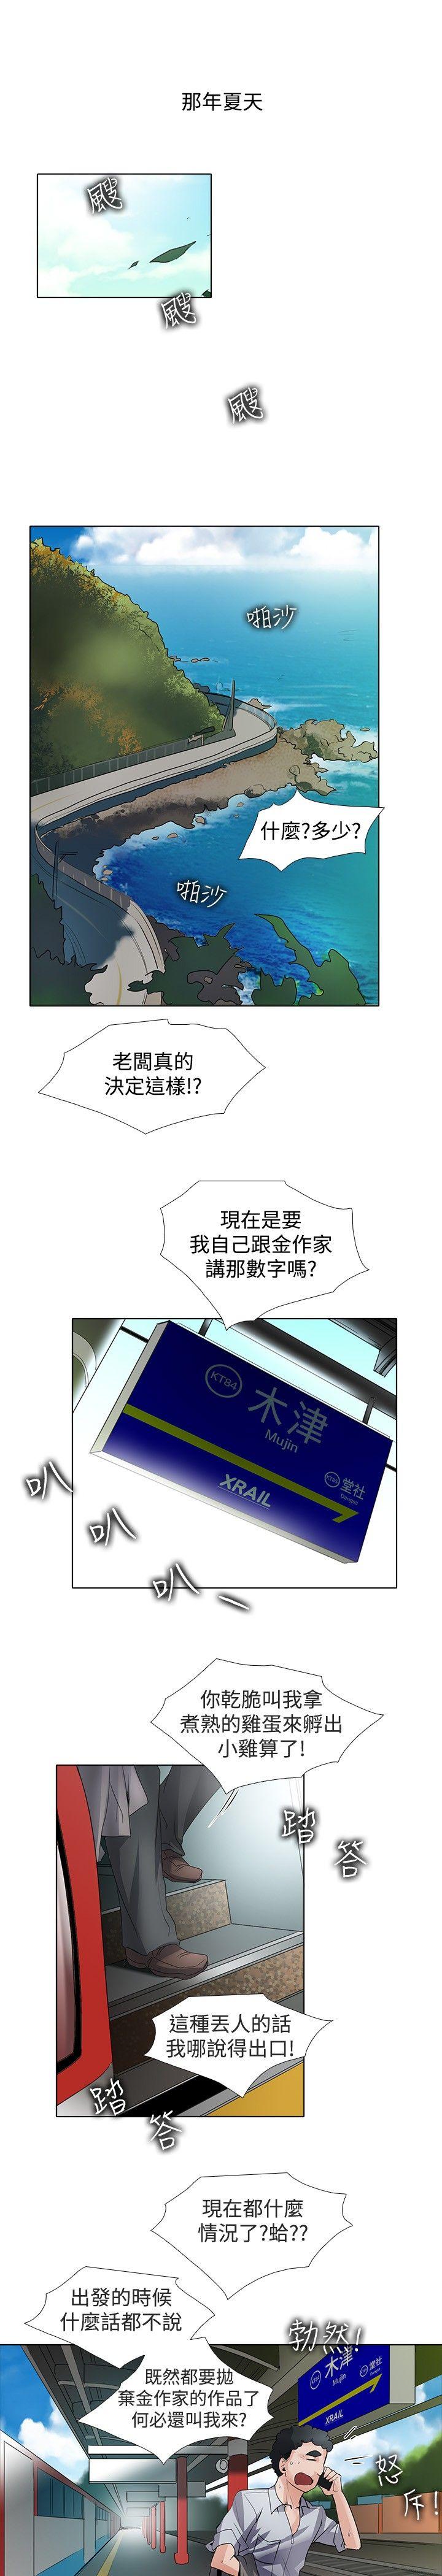 那年夏天
颼
颼
颼
啪沙
什麼?多少?
啪沙
老闆真的
決定這樣!?
現在是要
我自己跟金作家
講那數字嗎?
KT84
木津
Mujin
堂社
XRAIL
叭
叭
叭
你乾脆叫我拿
煮熟的雞蛋來孵出
小雞算了!
踏
答
這種丟人的話
我哪說得出口!
踏
答
現在都什麼
情況了?蛤??
出發的時候
什麼話都不說
勃然!
既然都要拋
棄金作家的作品了
何必還叫我來?
木津
Mujin
堂社
XRAIL
怒
斥!